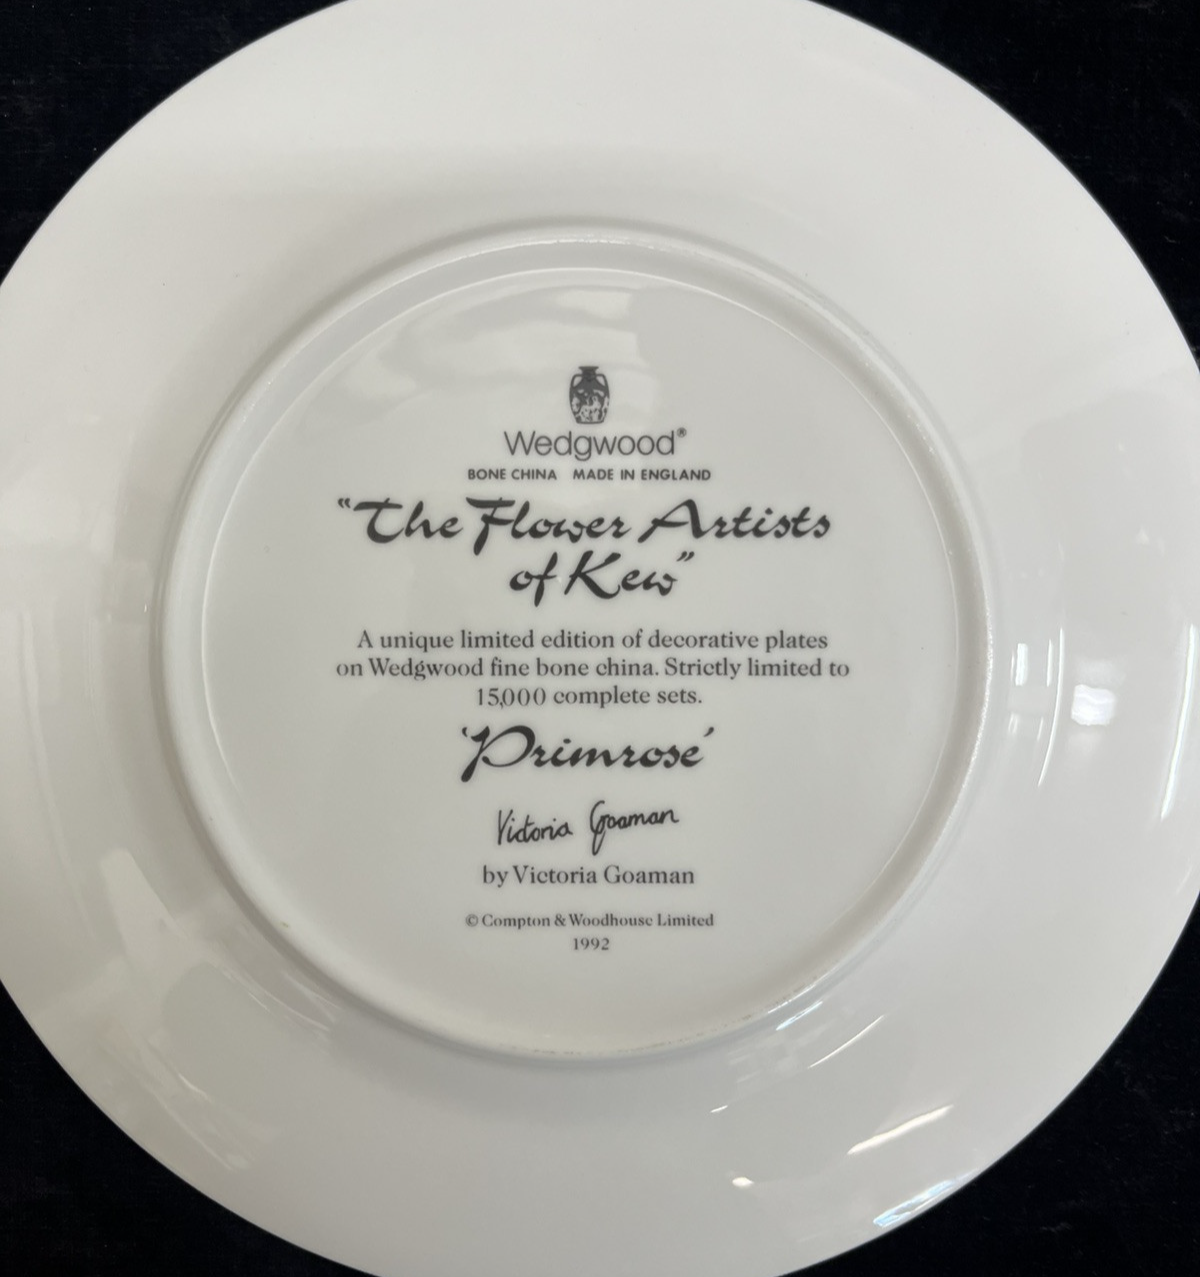 Wedgwood®
BONE CHINA MADE IN ENGLAND
"The Flower Artists
of Kew"
A unique limited edition of decorative plates
on Wedgwood fine bone china. Strictly limited to
15,000 complete sets.
'Primrose'
Victoria Goaman
by Victoria Goaman
© Compton & Woodhouse Limited
1992